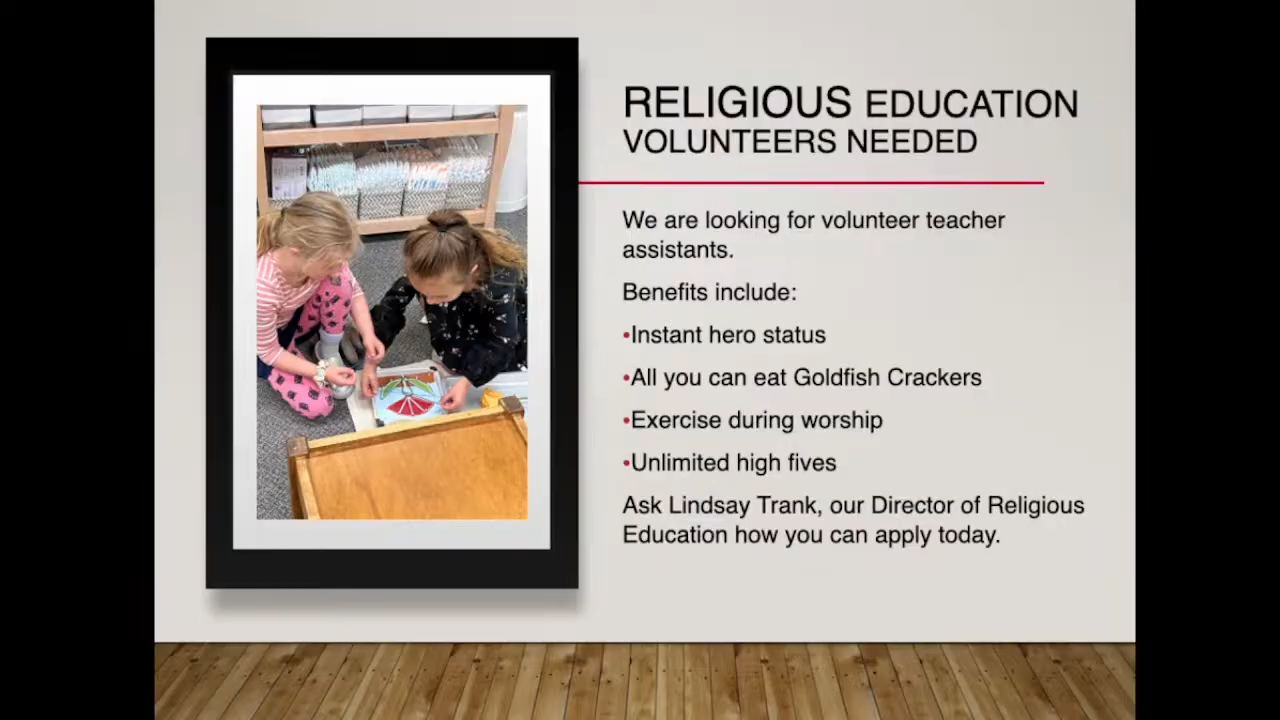 RELIGIOUS EDUCATION
VOLUNTEERS NEEDED
We are looking for volunteer teacher
assistants.
Benefits include:
•Instant hero status
•All you can eat Goldfish Crackers
•Exercise during worship
•Unlimited high fives
Ask Lindsay Trank, our Director of Religious
Education how you can apply today.